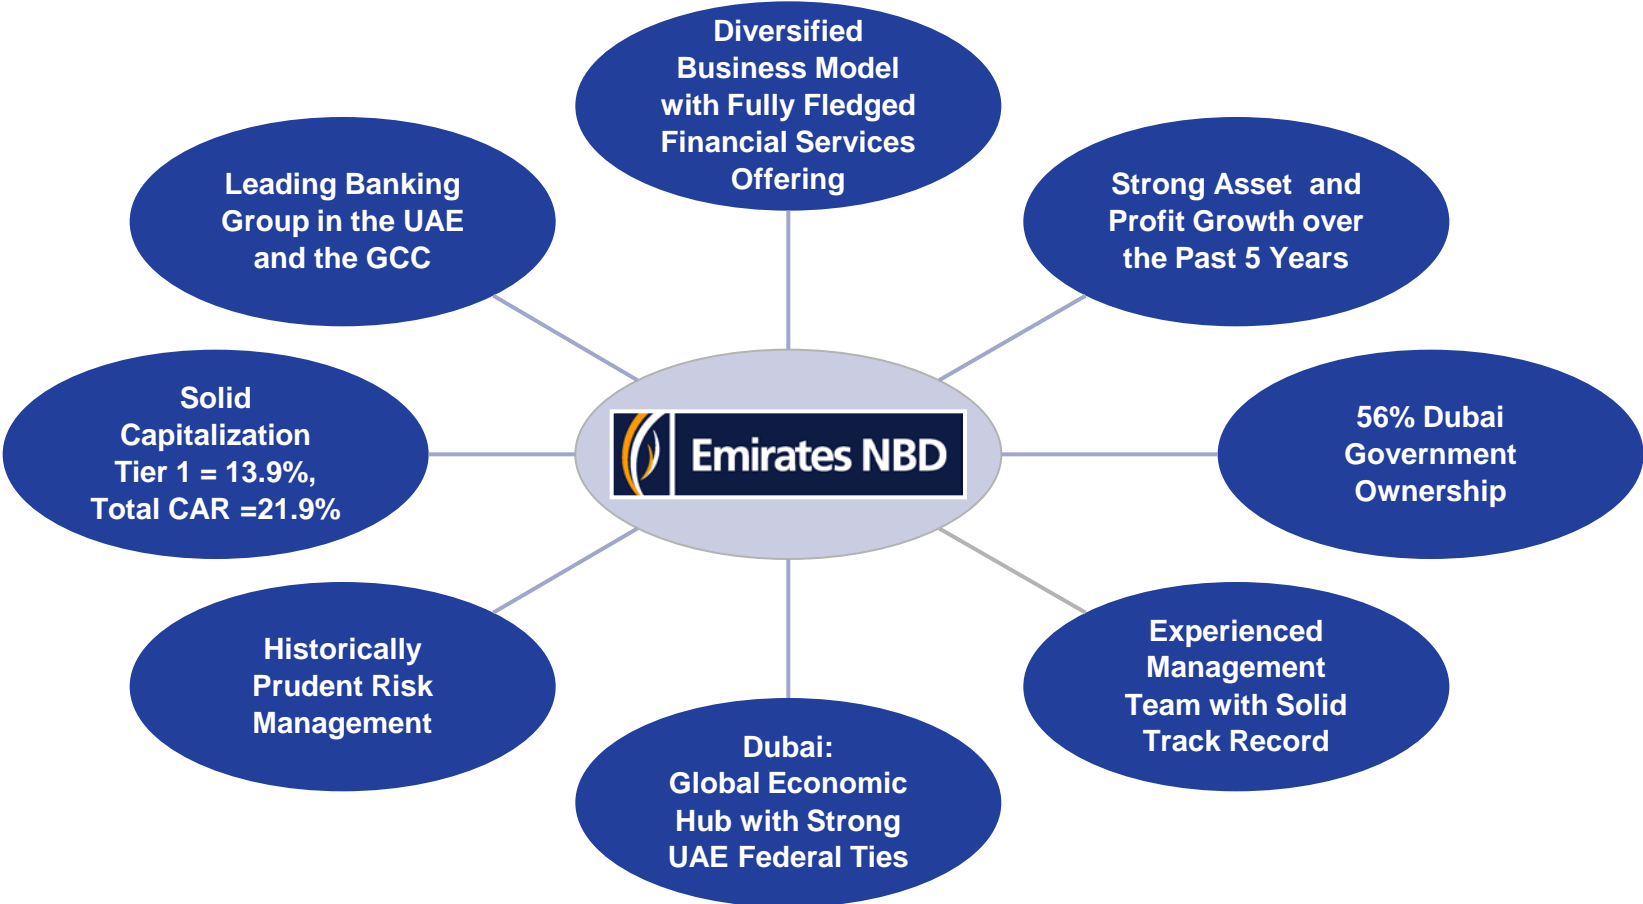 Diversified
Business Model
with Fully Fledged
Financial Services
Offering
Leading Banking
Group in the UAE
and the GCC
Strong Asset  and
Profit Growth over
the Past 5 Years
Solid
Capitalization
Tier 1 = 13.9%,
Total CAR =21.9%
Emirates NBD
56% Dubai
Government
Ownership
Historically
Prudent Risk
Management
Experienced
Management
Team with Solid
Track Record
Dubai:
Global Economic
Hub with Strong
UAE Federal Ties